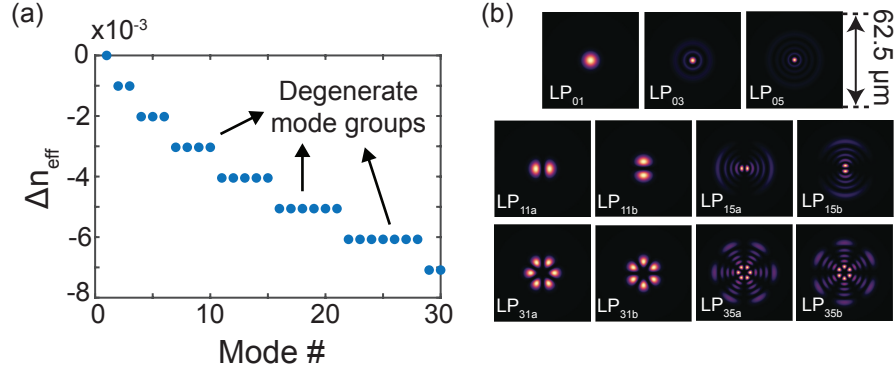 (a)
x10⁻³
0
-2
-4
-6
-8
Δn_eff
0
10
20
30
Mode #
Degenerate
mode groups
(b)
LP₀₁
LP₀₃
LP₀₅
62.5 μm
LP₁₁ₐ
LP₁₁b
LP₁₅ₐ
LP₁₅b
LP₃₁ₐ
LP₃₁b
LP₃₅ₐ
LP₃₅b